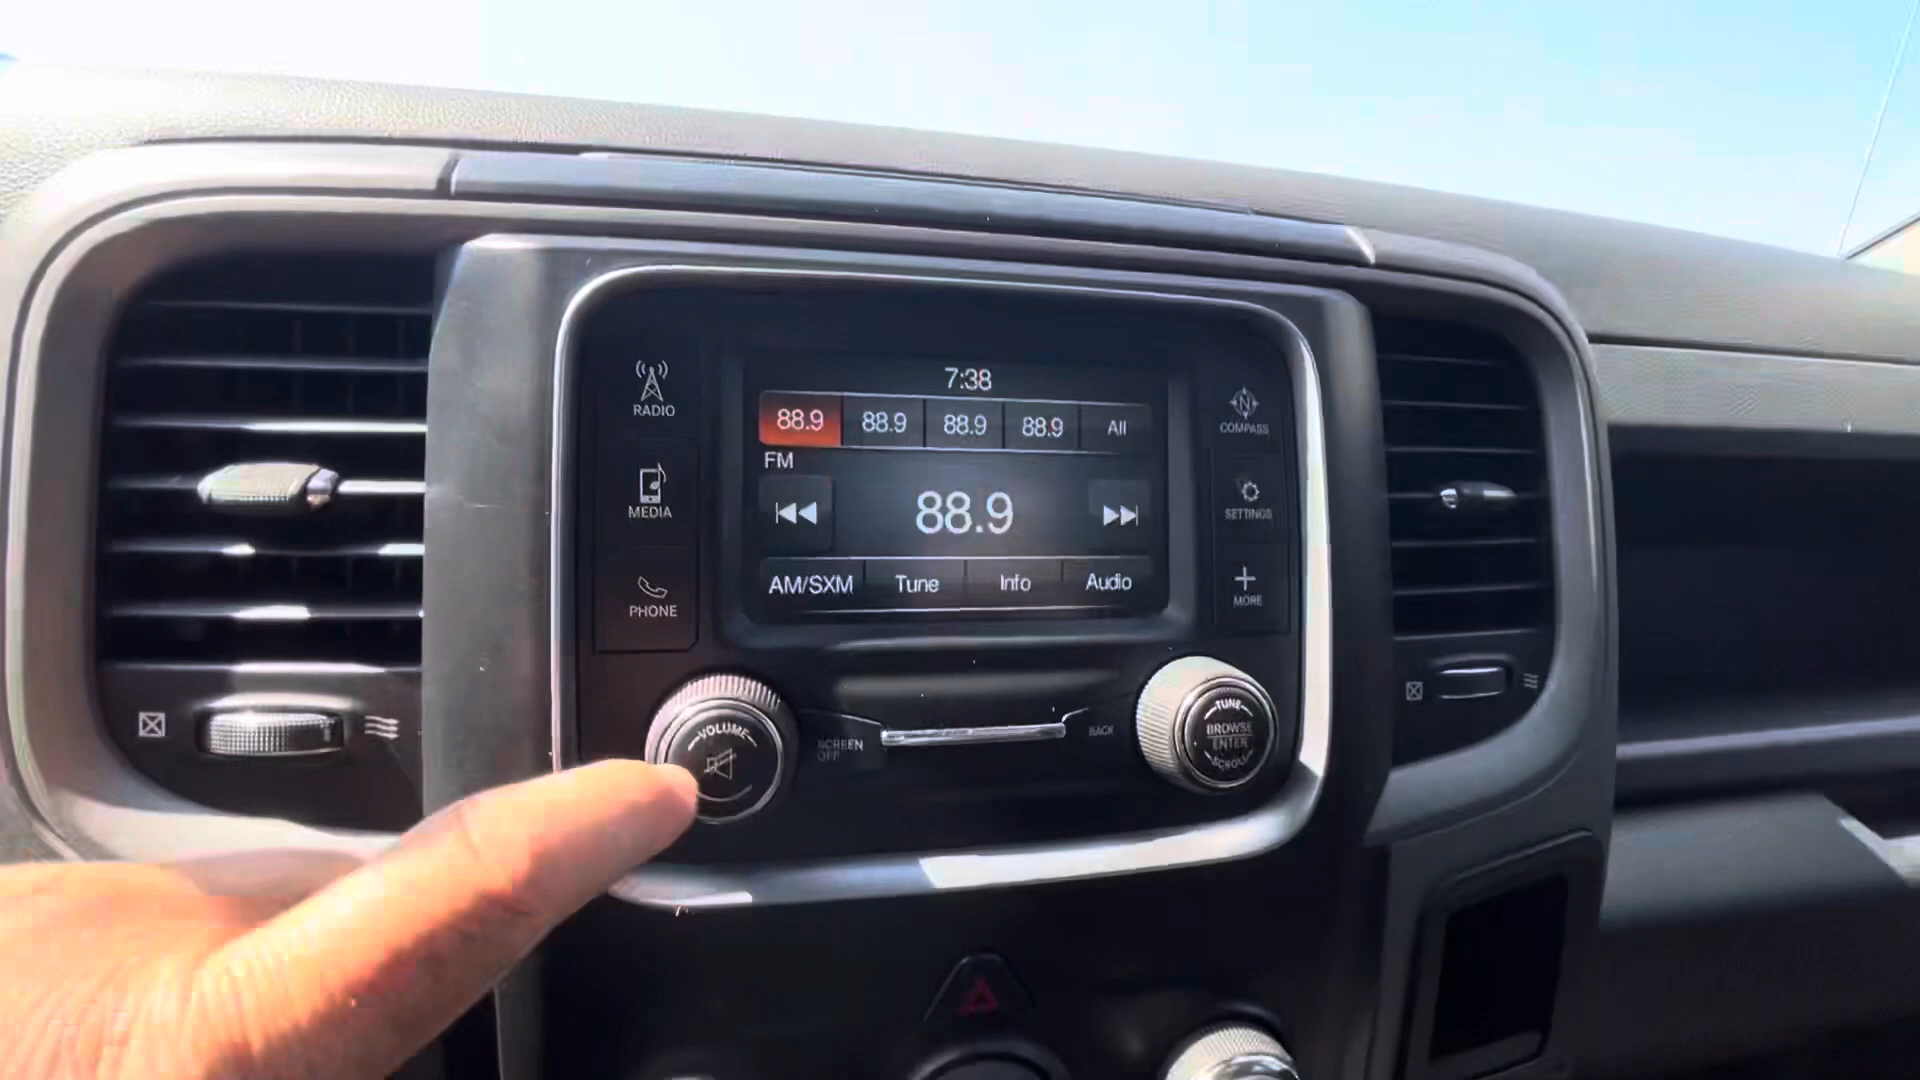 7:38
88.9 88.9 88.9 88.9 All
FM
88.9
AM/SXM Tune Info Audio
RADIO
MEDIA
PHONE
N
COMPASS
SETTINGS
MORE
VOLUME
SCREEN
OFF
BACK
TUNE
BROWSE
ENTER
SCROLL